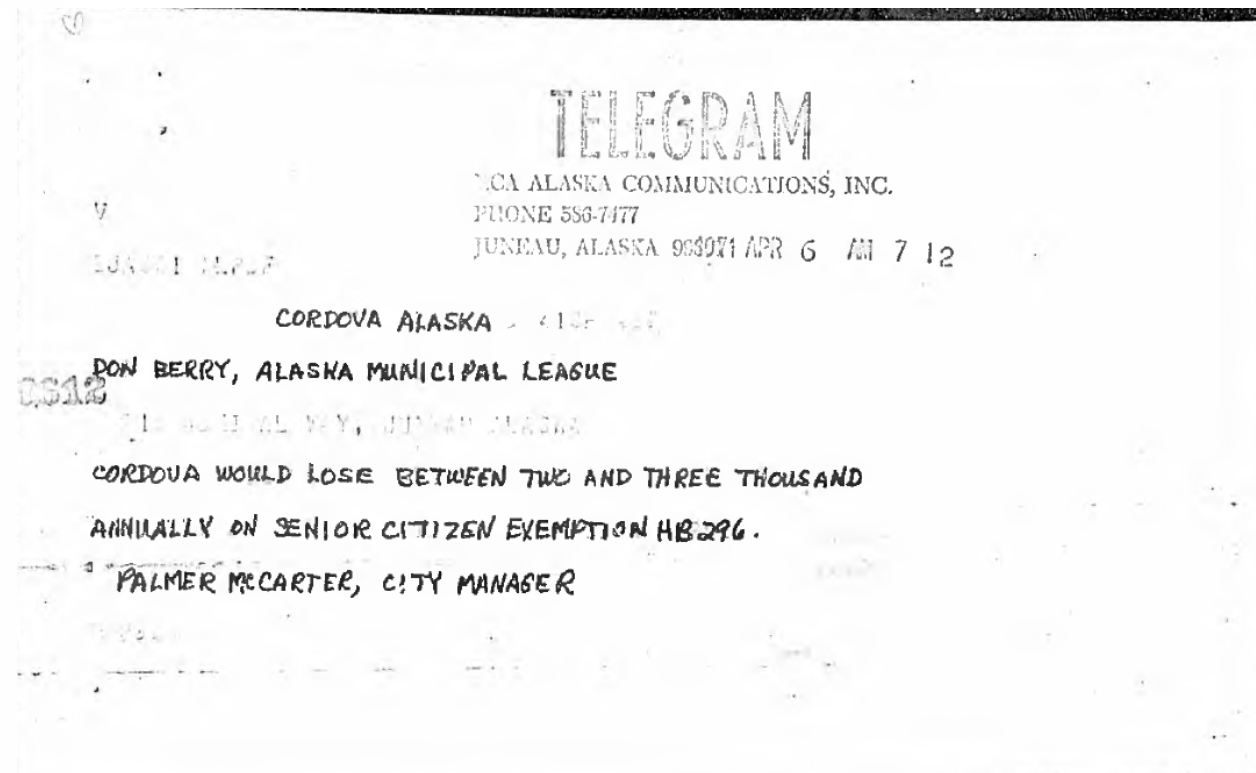 TELEGRAM
RCA ALASKA COMMUNICATIONS, INC.
PHONE 586-7477
JUNEAU, ALASKA APR 6 AM 7 12
CORDOVA ALASKA
DON BERRY, ALASKA MUNICIPAL LEAGUE
CORDOVA WOULD LOSE BETWEEN TWO AND THREE THOUSAND
ANNUALLY ON SENIOR CITIZEN EXEMPTION HB296.
PALMER MCCARTER, CITY MANAGER